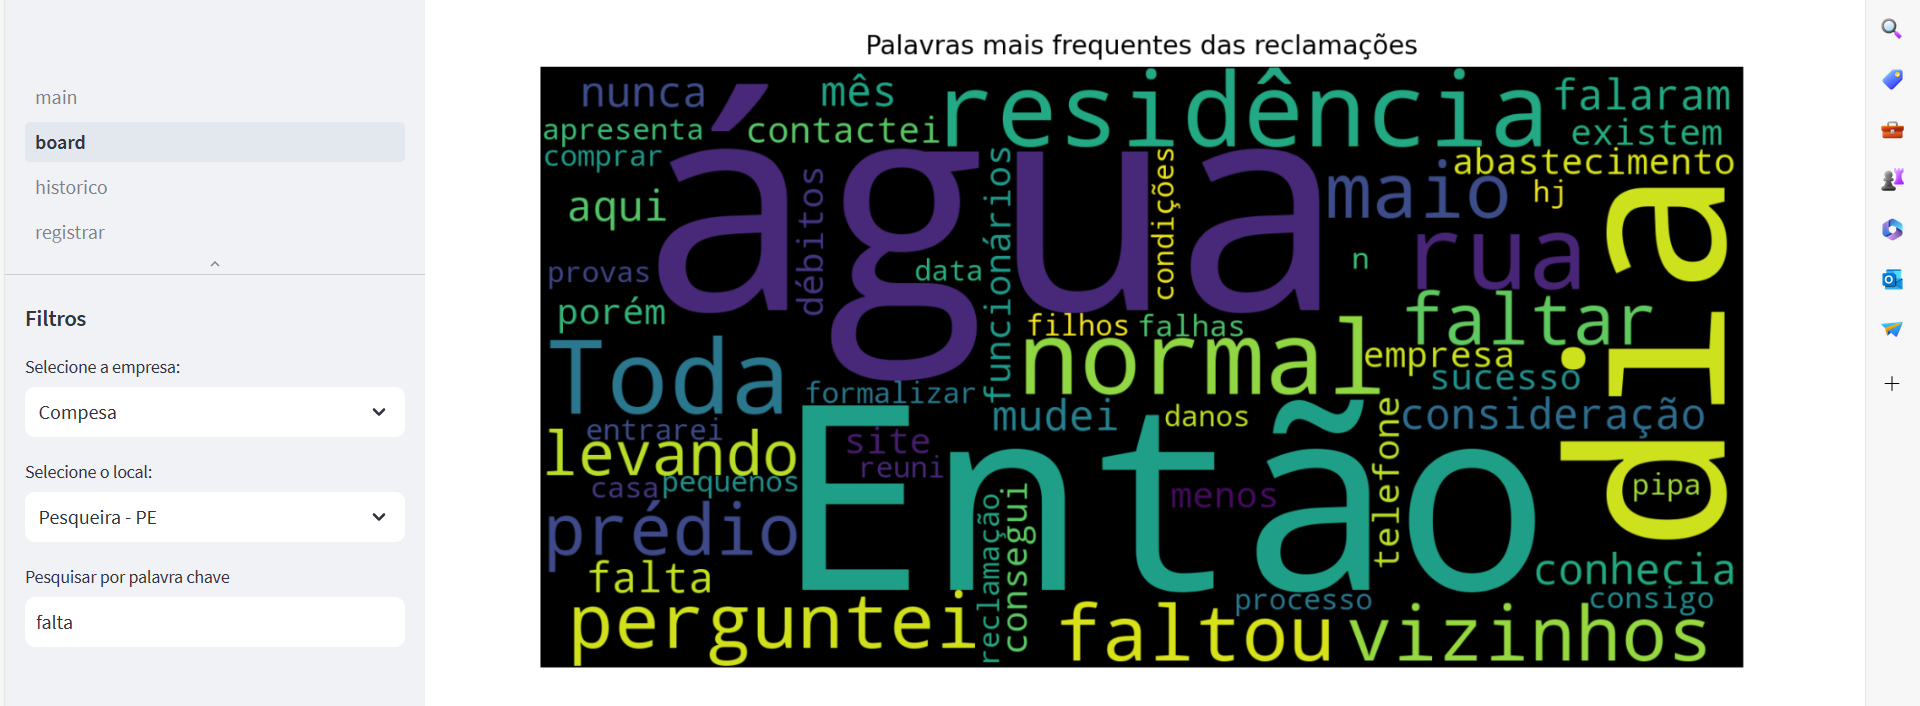 main
board
historico
registrar
Filtros
Selecione a empresa:
Compesa
Selecione o local:
Pesqueira - PE
Pesquisar por palavra chave
falta
Palavras mais frequentes das reclamações
nunca
mês
residência
falaram
apresenta
contactei
existem
comprar
água
abastecimento
aqui
débitos
funcionários
condições
maio
hj
dia
provas
data
n
rua
porém
filhos
falhas
faltar
Toda
normal
empresa
sucesso
formalizar
mudei
danos
telefone
consideração
entrarei
site
Então
levando
reuni
casa
pequenos
menos
pipa
prédio
reclamação
consegui
falta
conhecia
processo
consigo
perguntei
faltou
vizinhos